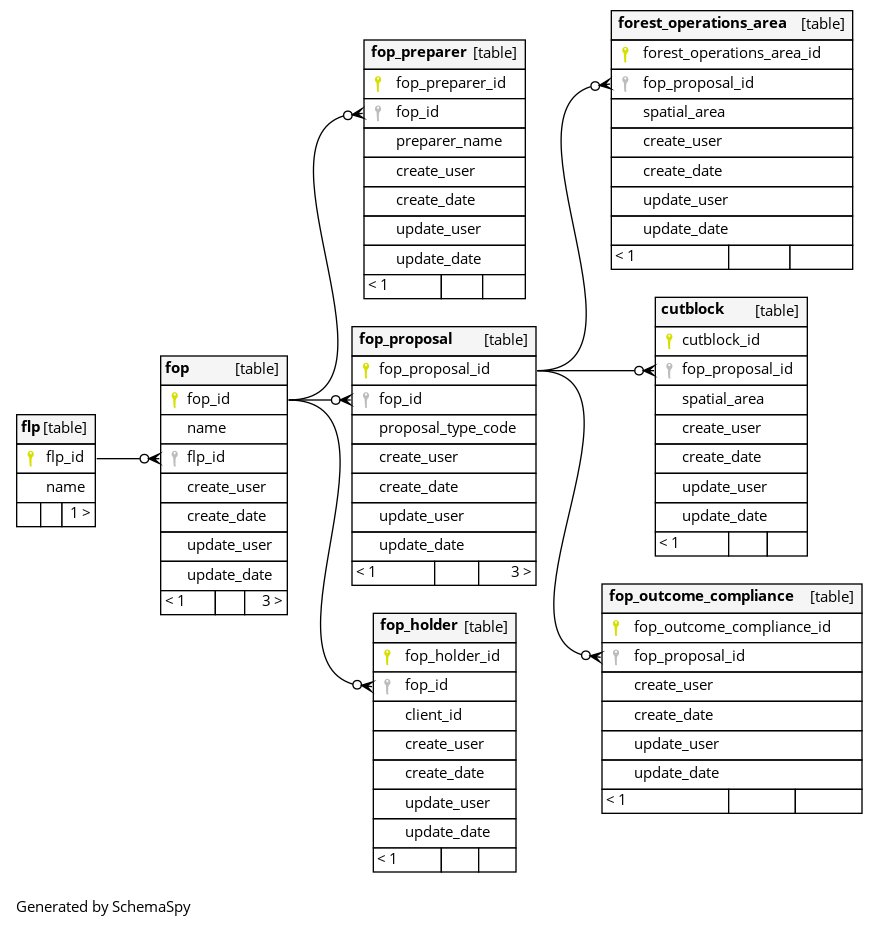 flp [table]
flp_id
name
1 >
fop [table]
fop_id
name
flp_id
create_user
create_date
update_user
update_date
< 1 3 >
fop_preparer [table]
fop_preparer_id
fop_id
preparer_name
create_user
create_date
update_user
update_date
< 1
fop_proposal [table]
fop_proposal_id
fop_id
proposal_type_code
create_user
create_date
update_user
update_date
< 1 3 >
fop_holder [table]
fop_holder_id
fop_id
client_id
create_user
create_date
update_user
update_date
< 1
forest_operations_area [table]
forest_operations_area_id
fop_proposal_id
spatial_area
create_user
create_date
update_user
update_date
< 1
cutblock [table]
cutblock_id
fop_proposal_id
spatial_area
create_user
create_date
update_user
update_date
< 1
fop_outcome_compliance [table]
fop_outcome_compliance_id
fop_proposal_id
create_user
create_date
update_user
update_date
< 1
Generated by SchemaSpy